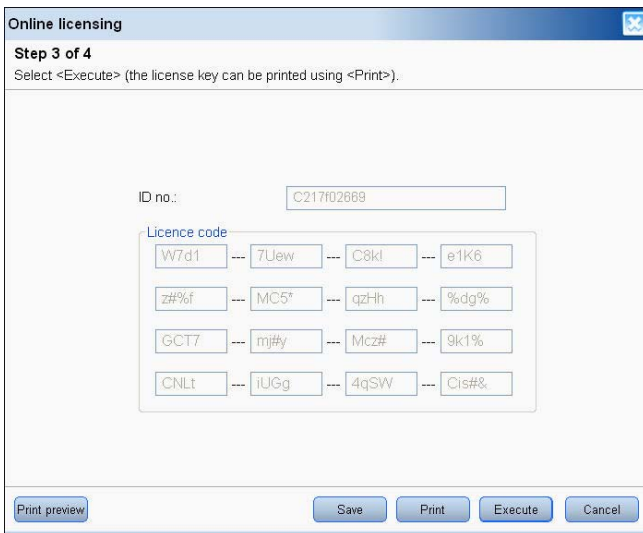 Online licensing
Step 3 of 4
Select <Execute> (the license key can be printed using <Print>).
ID no.: C217f02669
Licence code
W7d1 --- 7Uew --- C8k! --- e1K6
z#%f --- MC5* --- qzHh --- %dg%
GCT7 --- mj#y --- Mcz# --- 9k1%
CNLt --- iUGg --- 4qSW --- Cis#&
Print preview Save Print Execute Cancel